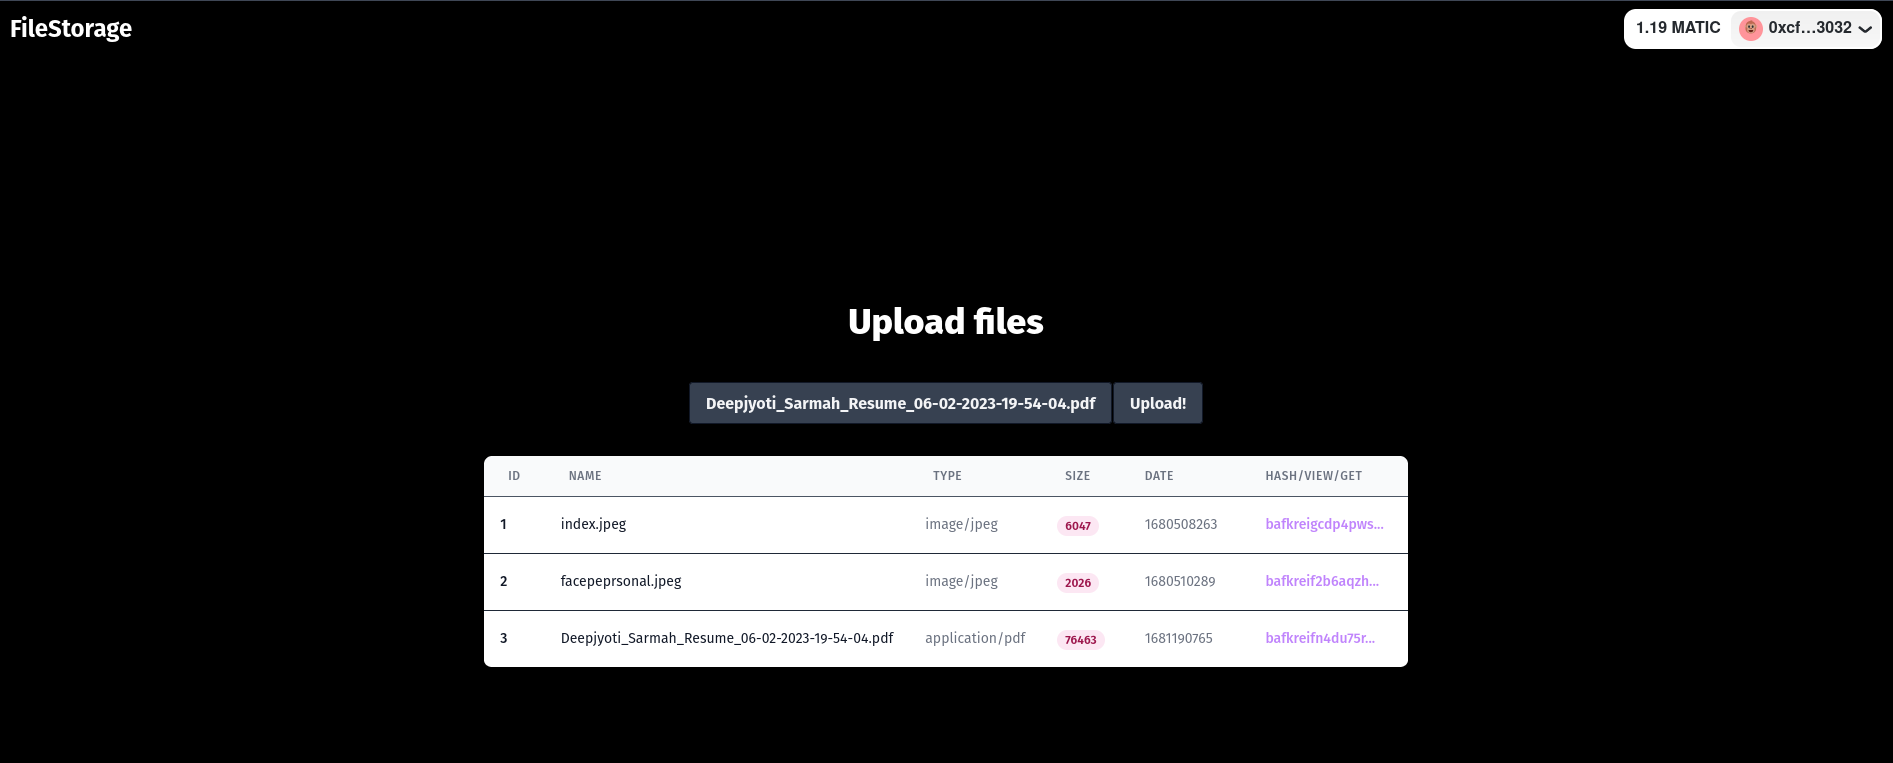 FileStorage 1.19 MATIC 0xcf...3032
Upload files
Deepjyoti_Sarmah_Resume_06-02-2023-19-54-04.pdf Upload!
ID NAME TYPE SIZE DATE HASH/VIEW/GET
1 index.jpeg image/jpeg 6047 1680508263 bafkreigcdp4pws...
2 facepeprsonal.jpeg image/jpeg 2026 1680510289 bafkreif2b6aqzh...
3 Deepjyoti_Sarmah_Resume_06-02-2023-19-54-04.pdf application/pdf 76463 1681190765 bafkreifn4du75r...